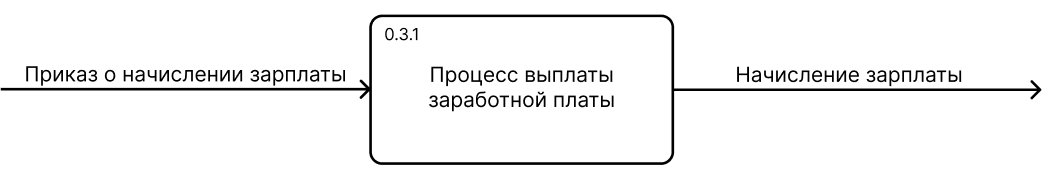 0.3.1
Приказ о начислении зарплаты
Процесс выплаты
заработной платы
Начисление зарплаты